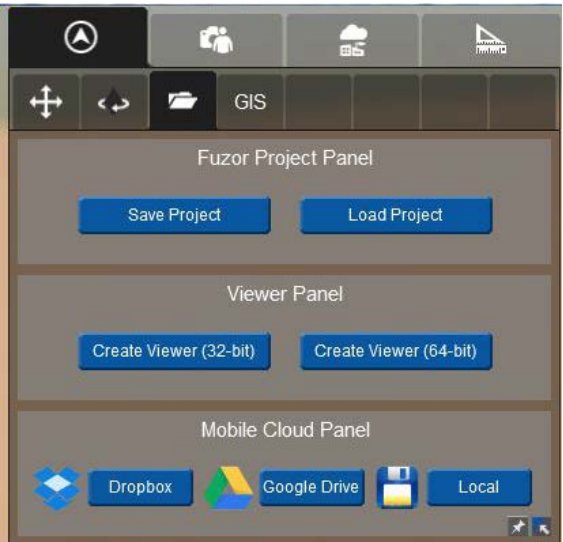 GIS
Fuzor Project Panel
Save Project Load Project
Viewer Panel
Create Viewer (32-bit) Create Viewer (64-bit)
Mobile Cloud Panel
Dropbox Google Drive Local